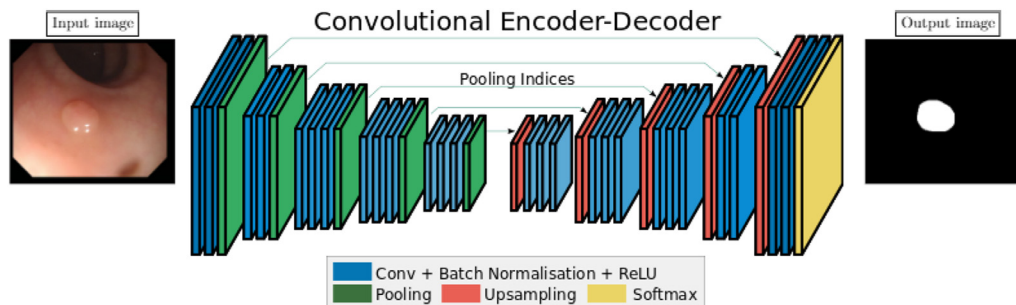 Input image
Convolutional Encoder-Decoder
Output image
Pooling Indices
Conv + Batch Normalisation + ReLU
Pooling Upsampling Softmax